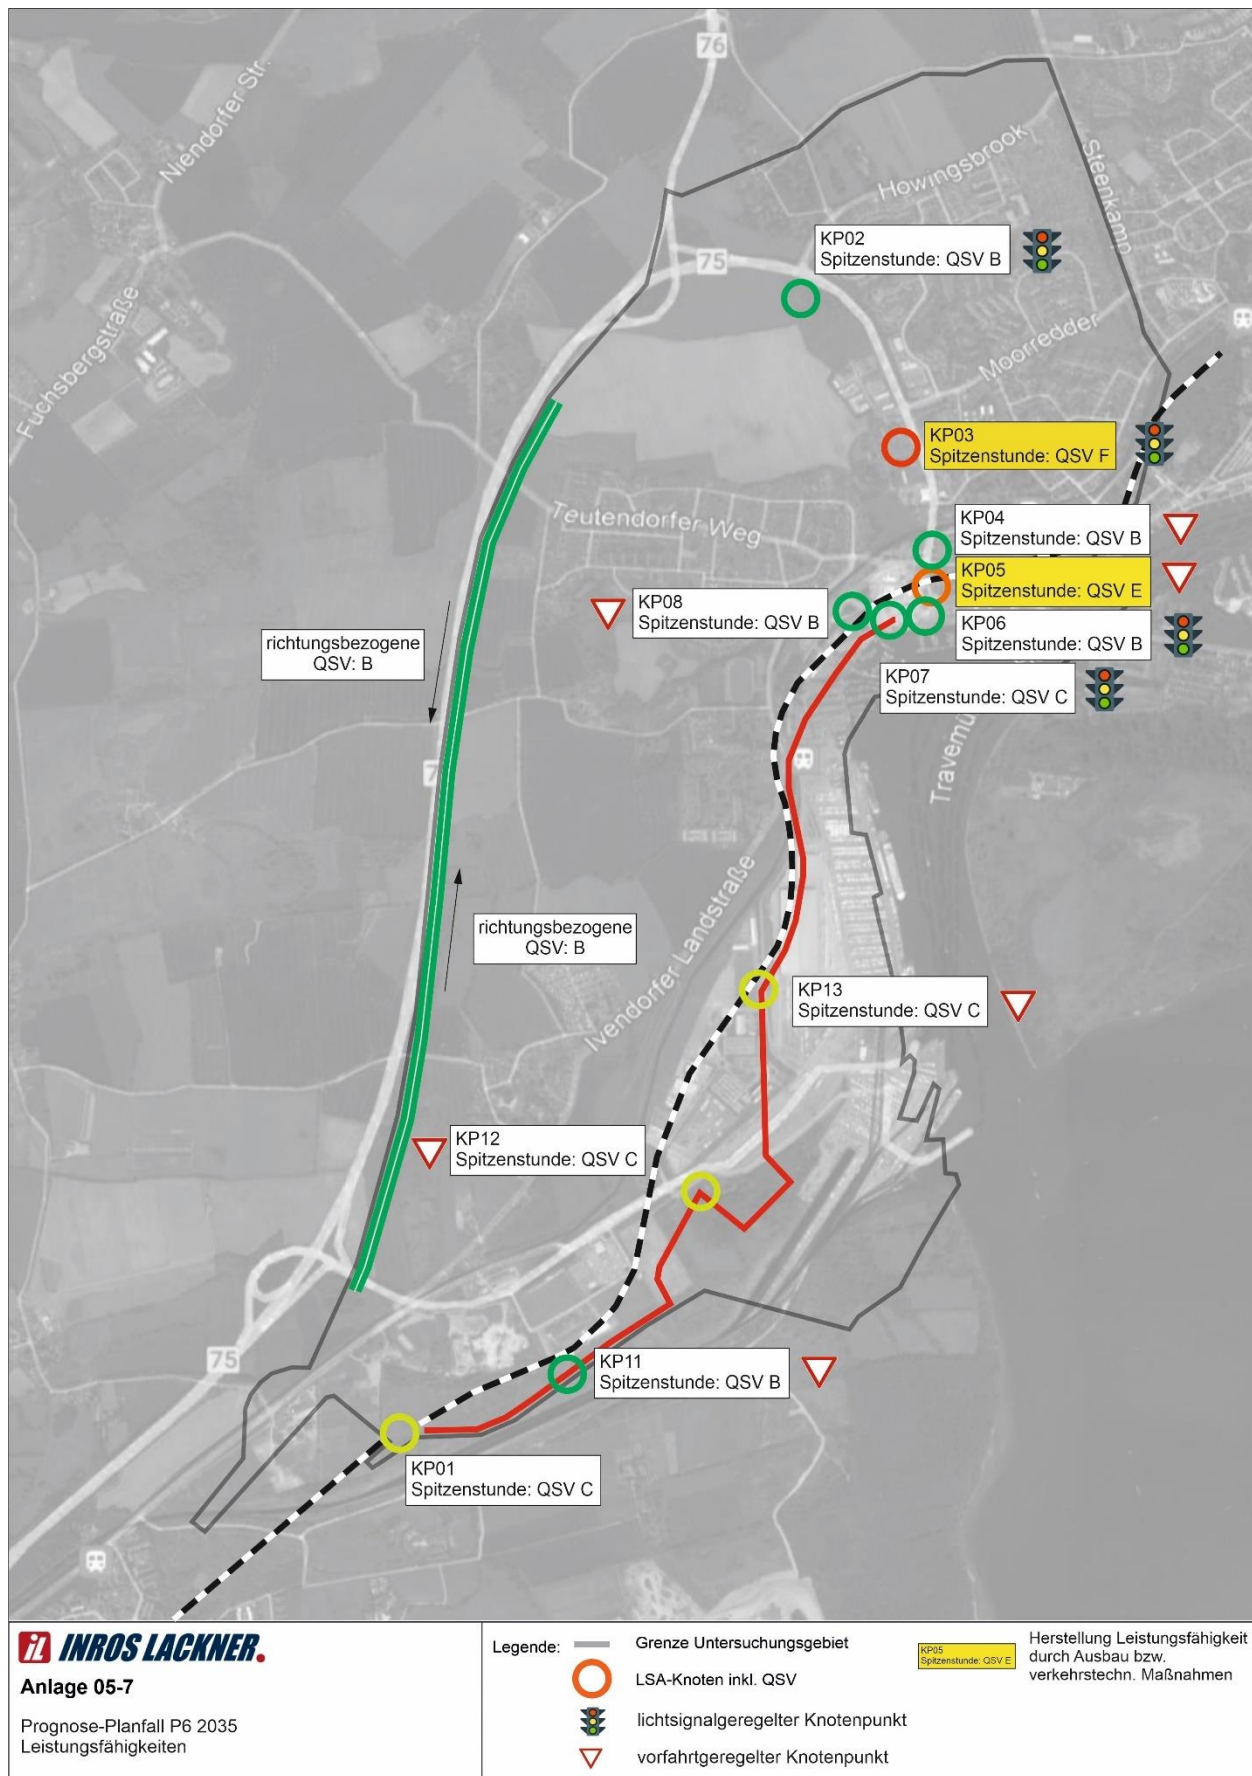 76
Niendorfer Str.
Howingsbrook
Steenkamp
KP02
Spitzenstunde: QSV B
75
Fuchsbergstraße
Moorredder
KP03
Spitzenstunde: QSV F
Teutendorfer Weg
KP04
Spitzenstunde: QSV B
KP05
Spitzenstunde: QSV E
KP08
Spitzenstunde: QSV B
KP06
Spitzenstunde: QSV B
richtungsbezogene
QSV: B
KP07
Spitzenstunde: QSV C
Travemü
7
Ivendorfer Landstraße
richtungsbezogene
QSV: B
KP13
Spitzenstunde: QSV C
KP12
Spitzenstunde: QSV C
75
KP11
Spitzenstunde: QSV B
KP01
Spitzenstunde: QSV C
iL INROS LACKNER.
Anlage 05-7
Prognose-Planfall P6 2035
Leistungsfähigkeiten
Legende:
Grenze Untersuchungsgebiet
LSA-Knoten inkl. QSV
lichtsignalgeregelter Knotenpunkt
vorfahrtgeregelter Knotenpunkt
KP05
Spitzenstunde: QSV E
Herstellung Leistungsfähigkeit
durch Ausbau bzw.
verkehrstechn. Maßnahmen